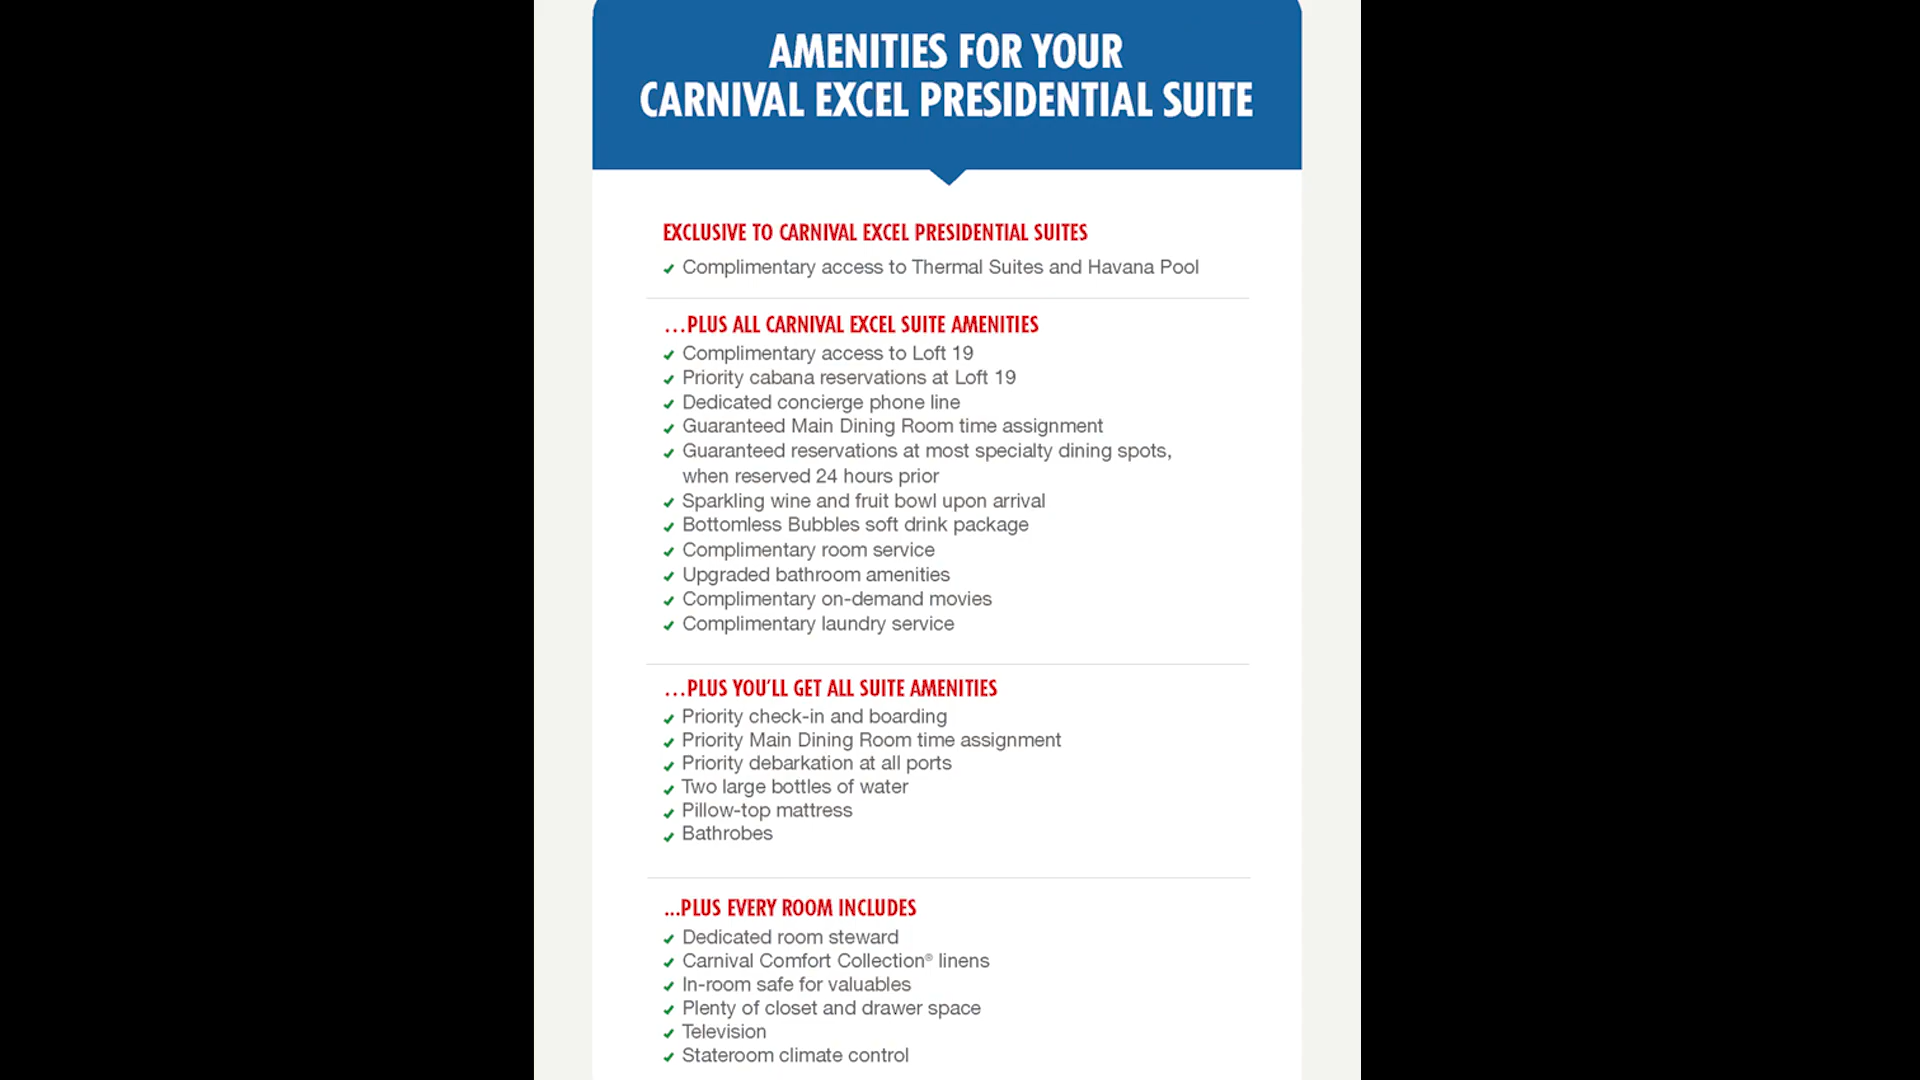 AMENITIES FOR YOUR
CARNIVAL EXCEL PRESIDENTIAL SUITE
EXCLUSIVE TO CARNIVAL EXCEL PRESIDENTIAL SUITES
✓ Complimentary access to Thermal Suites and Havana Pool
...PLUS ALL CARNIVAL EXCEL SUITE AMENITIES
✓ Complimentary access to Loft 19
✓ Priority cabana reservations at Loft 19
✓ Dedicated concierge phone line
✓ Guaranteed Main Dining Room time assignment
✓ Guaranteed reservations at most specialty dining spots,
when reserved 24 hours prior
✓ Sparkling wine and fruit bowl upon arrival
✓ Bottomless Bubbles soft drink package
✓ Complimentary room service
✓ Upgraded bathroom amenities
✓ Complimentary on-demand movies
✓ Complimentary laundry service
...PLUS YOU'LL GET ALL SUITE AMENITIES
✓ Priority check-in and boarding
✓ Priority Main Dining Room time assignment
✓ Priority debarkation at all ports
✓ Two large bottles of water
✓ Pillow-top mattress
✓ Bathrobes
...PLUS EVERY ROOM INCLUDES
✓ Dedicated room steward
✓ Carnival Comfort Collection® linens
✓ In-room safe for valuables
✓ Plenty of closet and drawer space
✓ Television
✓ Stateroom climate control